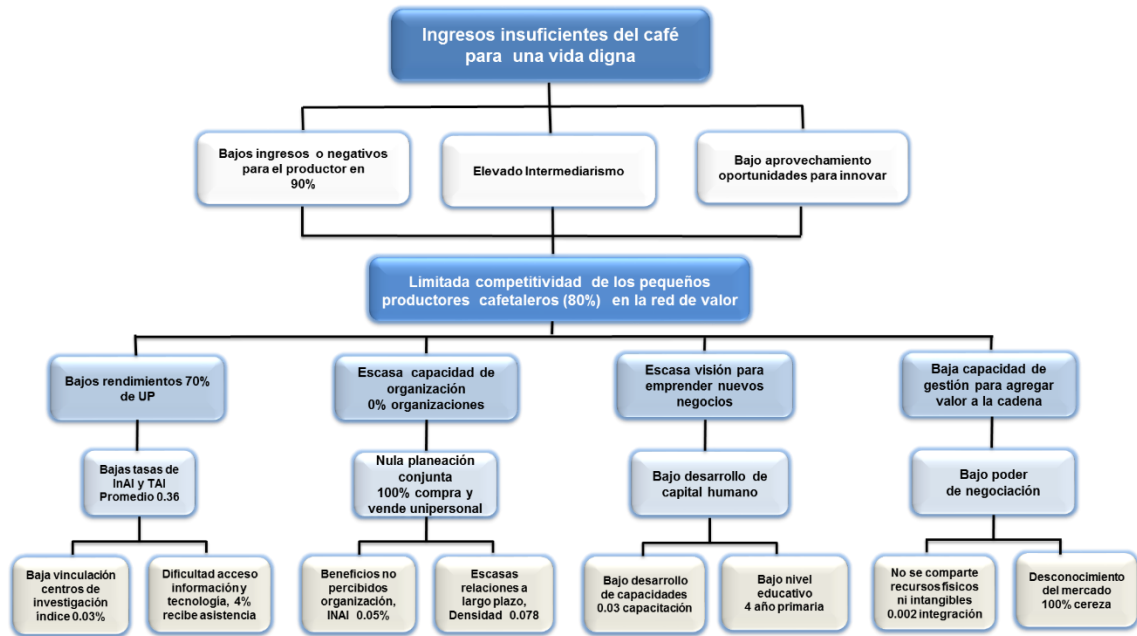 Ingresos insuficientes del café
para una vida digna
Bajos ingresos o negativos
para el productor en
90%
Elevado Intermediarismo
Bajo aprovechamiento
oportunidades para innovar
Limitada competitividad de los pequeños
productores cafetaleros (80%) en la red de valor
Bajos rendimientos 70%
de UP
Escasa capacidad de
organización
0% organizaciones
Escasa visión para
emprender nuevos
negocios
Baja capacidad de
gestión para agregar
valor a la cadena
Bajas tasas de
InAI y TAI
Promedio 0.36
Nula planeación
conjunta
100% compra y
vende unipersonal
Bajo desarrollo de
capital humano
Bajo poder
de negociación
Baja vinculación
centros de
investigación
índice 0.03%
Dificultad acceso
información y
tecnología, 4%
recibe asistencia
Beneficios no
percibidos
organización,
INAI 0.05%
Escasas
relaciones a
largo plazo,
Densidad 0.078
Bajo desarrollo
de capacidades
0.03 capacitación
Bajo nivel
educativo
4 año primaria
No se comparte
recursos físicos
ni intangibles
0.002 integración
Desconocimiento
del mercado
100% cereza